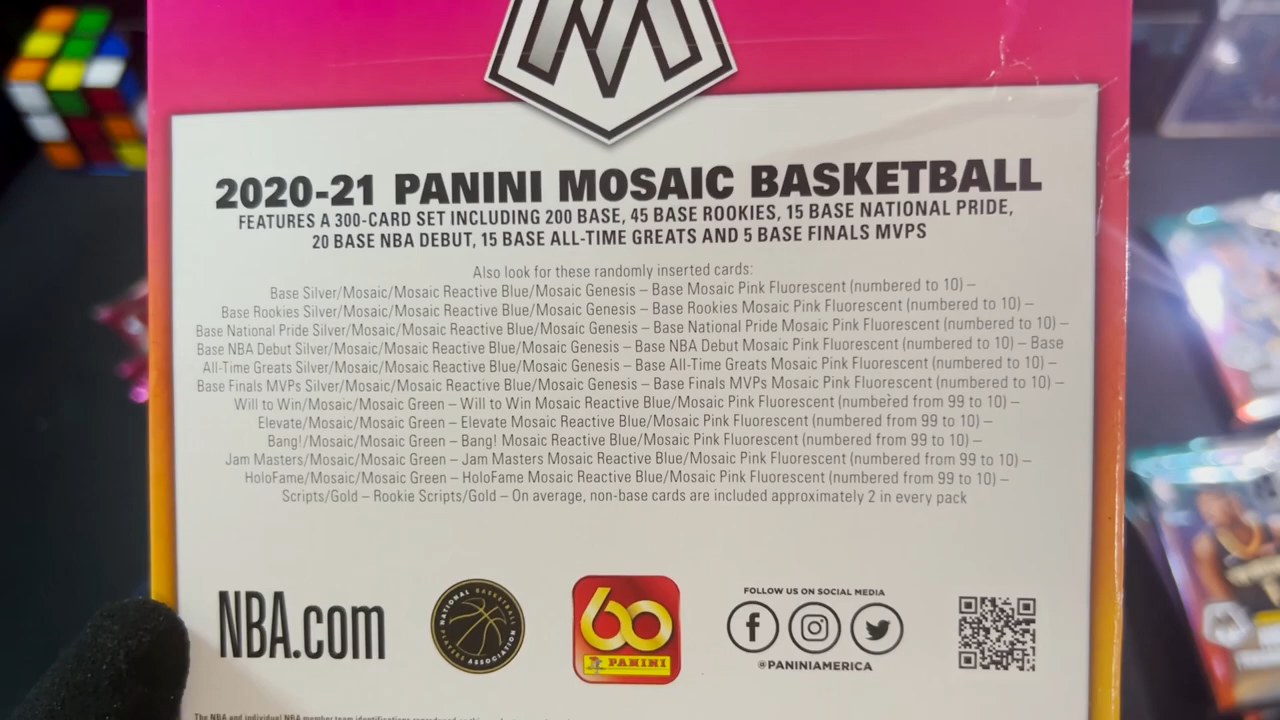 2020-21 PANINI MOSAIC BASKETBALL
FEATURES A 300-CARD SET INCLUDING 200 BASE, 45 BASE ROOKIES, 15 BASE NATIONAL PRIDE,
20 BASE NBA DEBUT, 15 BASE ALL-TIME GREATS AND 5 BASE FINALS MVPS
Also look for these randomly inserted cards:
Base Silver/Mosaic/Mosaic Reactive Blue/Mosaic Genesis – Base Mosaic Pink Fluorescent (numbered to 10) –
Base Rookies Silver/Mosaic/Mosaic Reactive Blue/Mosaic Genesis – Base Rookies Mosaic Pink Fluorescent (numbered to 10) –
Base National Pride Silver/Mosaic/Mosaic Reactive Blue/Mosaic Genesis – Base National Pride Mosaic Pink Fluorescent (numbered to 10) –
Base NBA Debut Silver/Mosaic/Mosaic Reactive Blue/Mosaic Genesis – Base NBA Debut Mosaic Pink Fluorescent (numbered to 10) – Base
All-Time Greats Silver/Mosaic/Mosaic Reactive Blue/Mosaic Genesis – Base All-Time Greats Mosaic Pink Fluorescent (numbered to 10) –
Base Finals MVPs Silver/Mosaic/Mosaic Reactive Blue/Mosaic Genesis – Base Finals MVPs Mosaic Pink Fluorescent (numbered to 10) –
Will to Win/Mosaic/Mosaic Green – Will to Win Mosaic Reactive Blue/Mosaic Pink Fluorescent (numbered from 99 to 10) –
Elevate/Mosaic/Mosaic Green – Elevate Mosaic Reactive Blue/Mosaic Pink Fluorescent (numbered from 99 to 10) –
Bang!/Mosaic/Mosaic Green – Bang! Mosaic Reactive Blue/Mosaic Pink Fluorescent (numbered from 99 to 10) –
Jam Masters/Mosaic/Mosaic Green – Jam Masters Mosaic Reactive Blue/Mosaic Pink Fluorescent (numbered from 99 to 10) –
HoloFame/Mosaic/Mosaic Green – HoloFame Mosaic Reactive Blue/Mosaic Pink Fluorescent (numbered from 99 to 10) –
Scripts/Gold – Rookie Scripts/Gold – On average, non-base cards are included approximately 2 in every pack
NBA.com
NATIONAL BASKETBALL
PLAYERS ASSOCIATION
60
PANINI
FOLLOW US ON SOCIAL MEDIA
@PANINIAMERICA